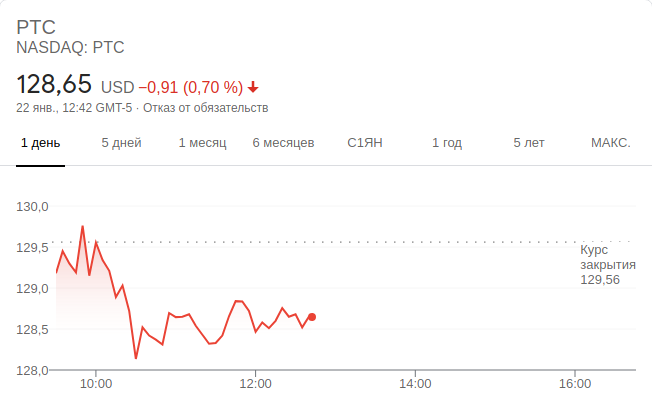 PTC
NASDAQ: PTC
128,65 USD −0,91 (0,70 %)
22 янв., 12:42 GMT-5 · Отказ от обязательств
1 день 5 дней 1 месяц 6 месяцев С1ЯН 1 год 5 лет МАКС.
130,0
129,5
Курс
закрытия
129,56
129,0
128,5
128,0
10:00 12:00 14:00 16:00